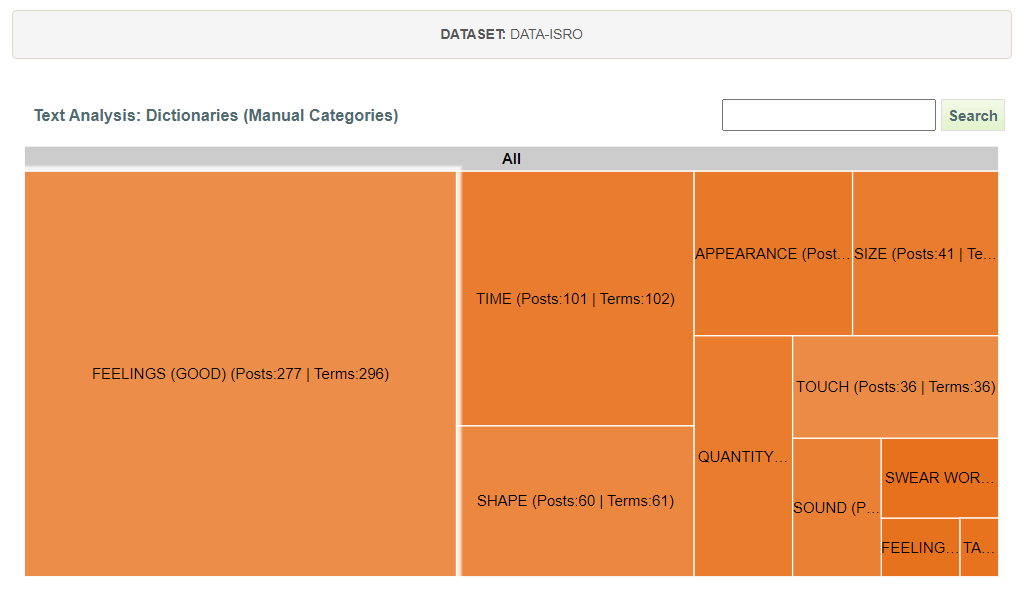 DATASET: DATA-ISRO
Text Analysis: Dictionaries (Manual Categories)
Search
All
FEELINGS (GOOD) (Posts:277 | Terms:296)
TIME (Posts:101 | Terms:102)
SHAPE (Posts:60 | Terms:61)
APPEARANCE (Post...
SIZE (Posts:41 | Te...
QUANTITY...
TOUCH (Posts:36 | Terms:36)
SOUND (P...
SWEAR WOR...
FEELING...
TA...